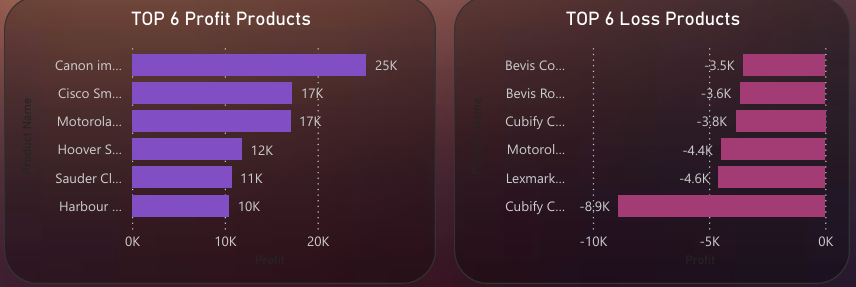 TOP 6 Profit Products
Product Name
Canon im... 25K
Cisco Sm... 17K
Motorola... 17K
Hoover S... 12K
Sauder Cl... 11K
Harbour ... 10K
0K 10K 20K
Profit
TOP 6 Loss Products
Product Name
Bevis Co... -3.5K
Bevis Ro... -3.6K
Cubify C... -3.8K
Motorol... -4.4K
Lexmark... -4.6K
Cubify C... -8.9K
-10K -5K 0K
Profit